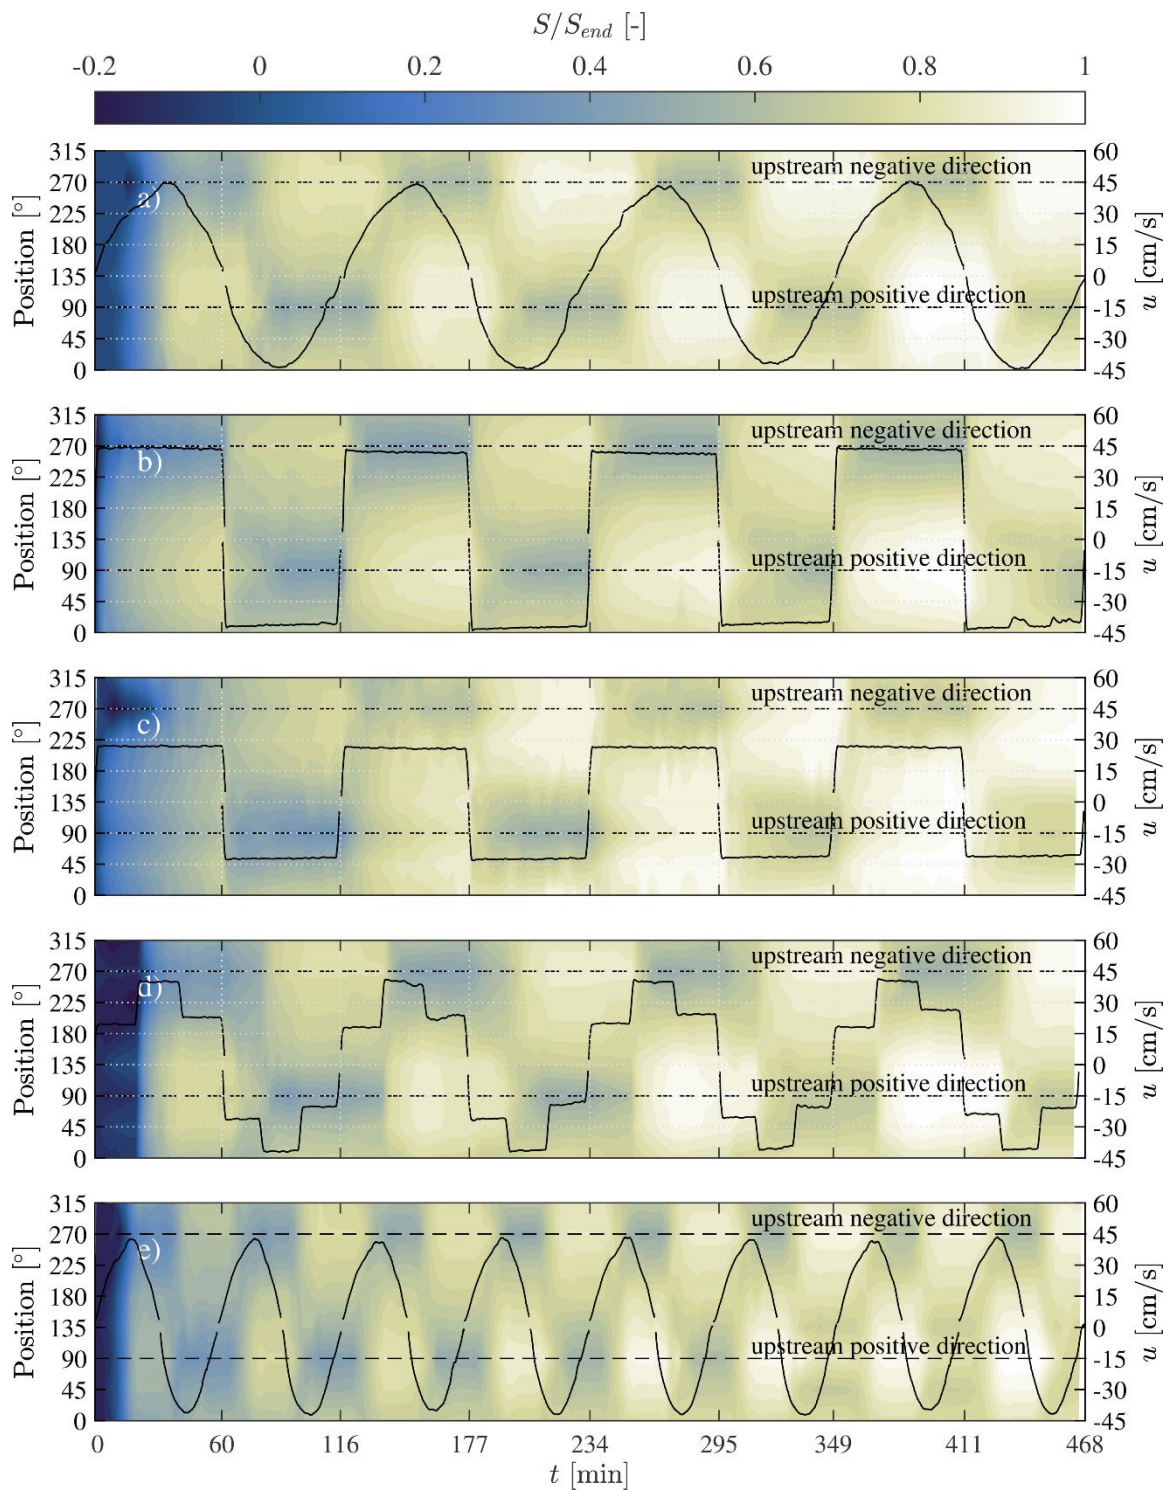 S/S_end [-]
-0.2 0 0.2 0.4 0.6 0.8 1
Position [°]
315
270
225
180
135
90
45
0
a)
upstream negative direction
upstream positive direction
60
45
30
15
0
-15
-30
-45
u [cm/s]
Position [°]
315
270
225
180
135
90
45
0
b)
upstream negative direction
upstream positive direction
60
45
30
15
0
-15
-30
-45
u [cm/s]
Position [°]
315
270
225
180
135
90
45
0
c)
upstream negative direction
upstream positive direction
60
45
30
15
0
-15
-30
-45
u [cm/s]
Position [°]
315
270
225
180
135
90
45
0
d)
upstream negative direction
upstream positive direction
60
45
30
15
0
-15
-30
-45
u [cm/s]
Position [°]
315
270
225
180
135
90
45
0
e)
upstream negative direction
upstream positive direction
60
45
30
15
0
-15
-30
-45
u [cm/s]
0 60 116 177 234 295 349 411 468
t [min]